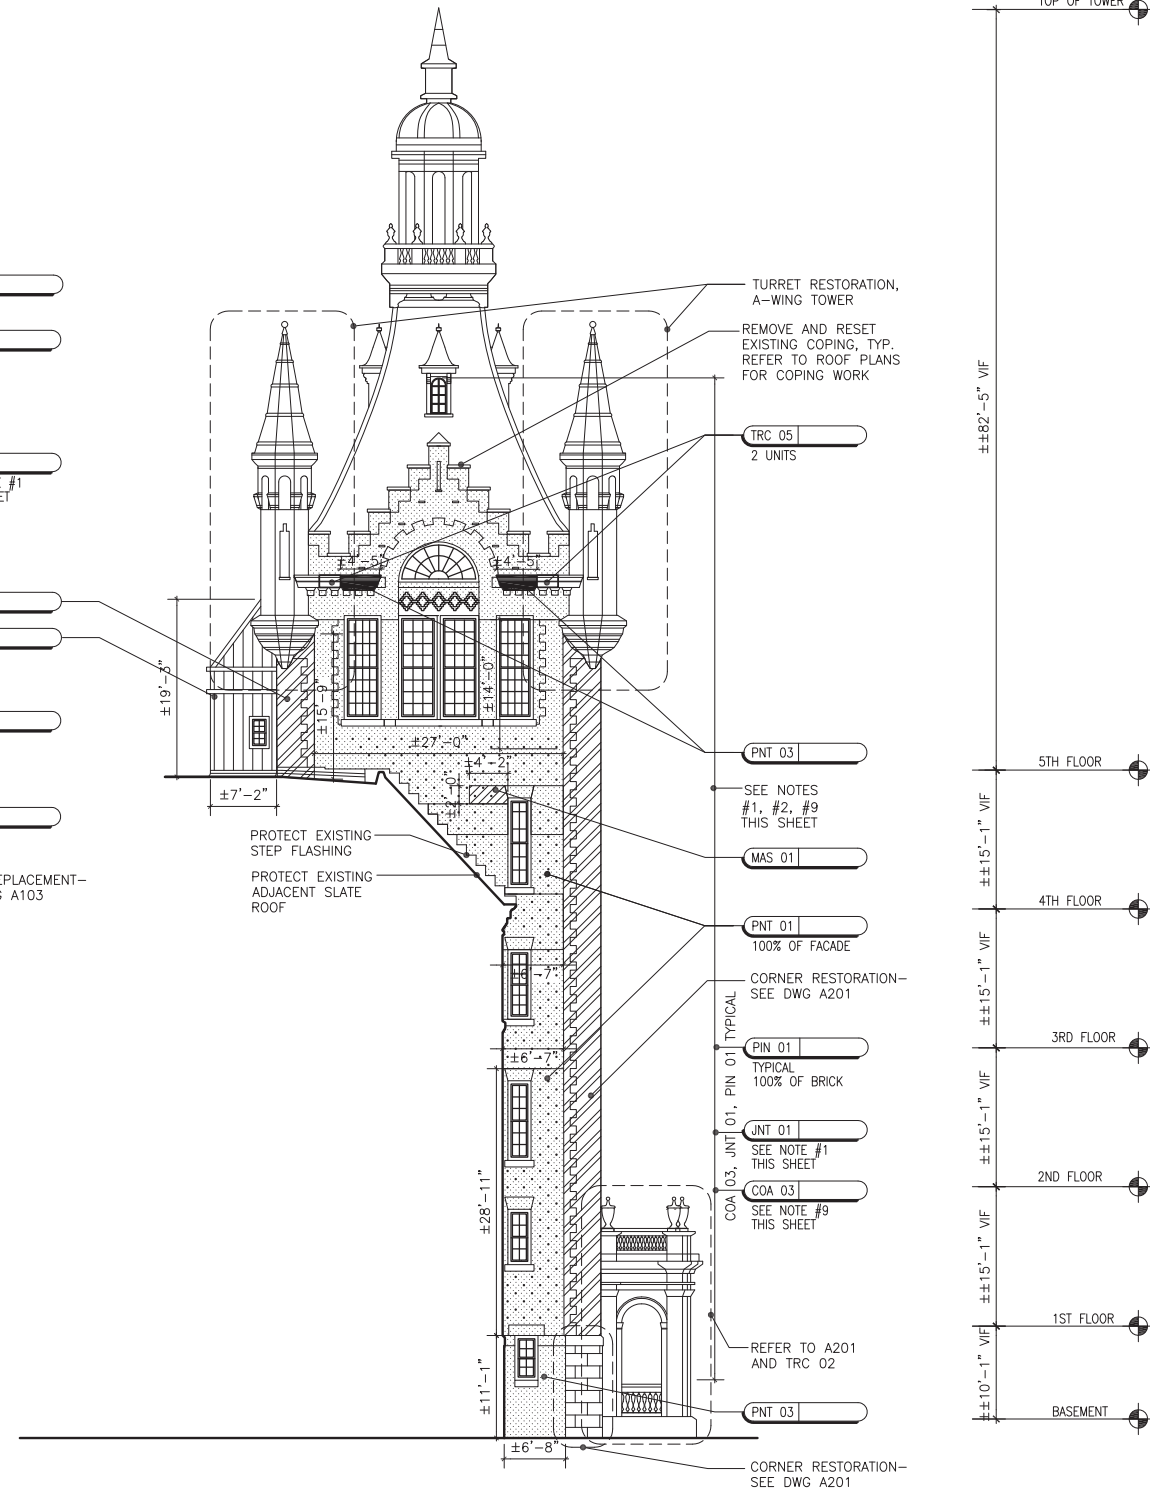 TOP OF TOWER
TURRET RESTORATION,
A-WING TOWER
REMOVE AND RESET
EXISTING COPING, TYP.
REFER TO ROOF PLANS
FOR COPING WORK
±±82'-5" VIF
TRC 05
2 UNITS
#1
±4'-5"
±4'-5"
±19'-3"
±15'-9"
±14'-0"
±27'-0"
±4'-2"
±2'-0"
±7'-2"
PNT 03
5TH FLOOR
SEE NOTES
#1, #2, #9
THIS SHEET
PROTECT EXISTING
STEP FLASHING
PROTECT EXISTING
ADJACENT SLATE
ROOF
MAS 01
±±15'-1" VIF
EPLACEMENT-
A103
4TH FLOOR
PNT 01
100% OF FACADE
±6'-7"
CORNER RESTORATION-
SEE DWG A201
±±15'-1" VIF
COA 03, JNT 01, PIN 01 TYPICAL
3RD FLOOR
±6'-7"
PIN 01
TYPICAL
100% OF BRICK
±±15'-1" VIF
JNT 01
SEE NOTE #1
THIS SHEET
2ND FLOOR
COA 03
SEE NOTE #9
THIS SHEET
±28'-11"
±±15'-1" VIF
1ST FLOOR
REFER TO A201
AND TRC 02
±11'-1"
±±10'-1" VIF
PNT 03
BASEMENT
±6'-8"
CORNER RESTORATION-
SEE DWG A201